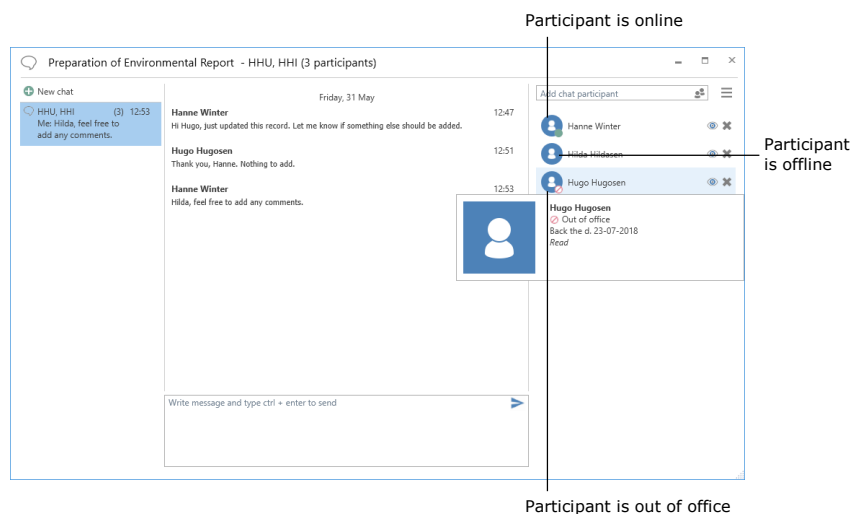 Participant is online
Preparation of Environmental Report - HHU, HHI (3 participants)
New chat
HHU, HHI (3) 12:53
Me: Hilda, feel free to
add any comments.
Friday, 31 May
Hanne Winter 12:47
Hi Hugo, just updated this record. Let me know if something else should be added.
Hugo Hugosen 12:51
Thank you, Hanne. Nothing to add.
Hanne Winter 12:53
Hilda, feel free to add any comments.
Write message and type ctrl + enter to send
Add chat participant
Hanne Winter
Hilda Hildasen
Hugo Hugosen
Hugo Hugosen
Out of office
Back the d. 23-07-2018
Read
Participant
is offline
Participant is out of office